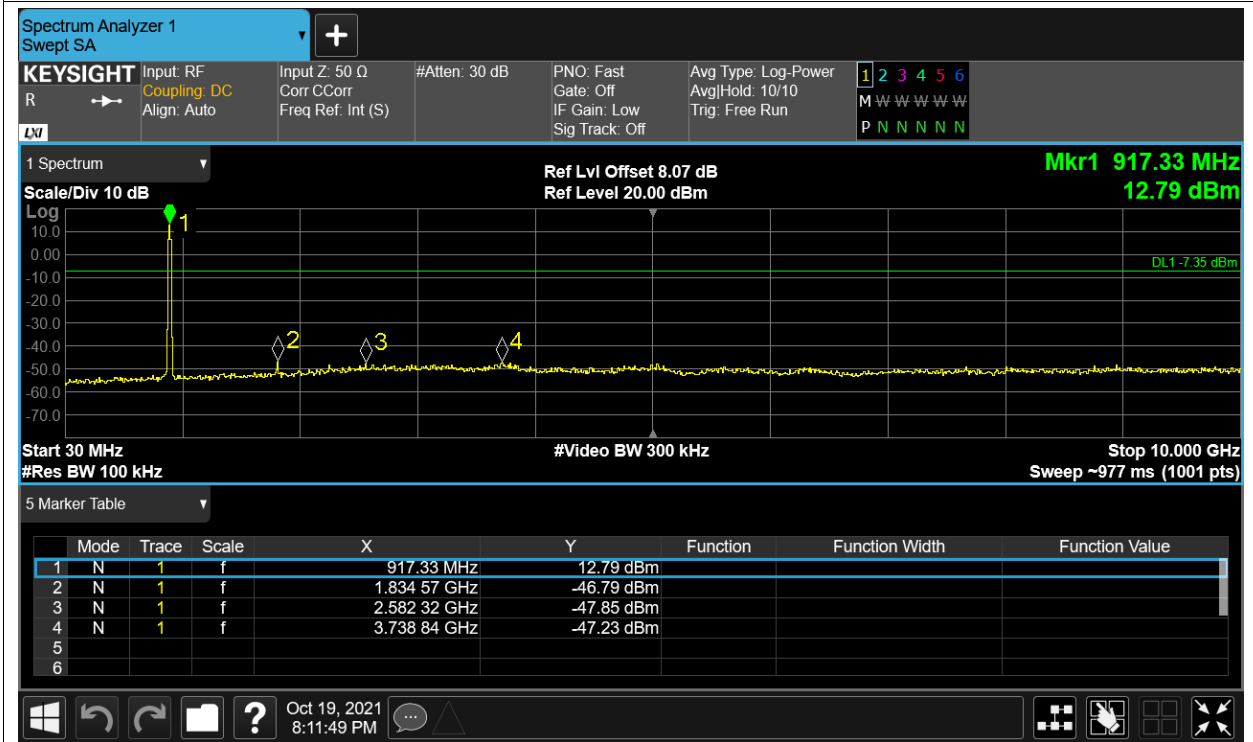 Spectrum Analyzer 1
Swept SA
+
KEYSIGHT Input: RF Input Z: 50 Ω #Atten: 30 dB PNO: Fast Avg Type: Log-Power 1 2 3 4 5 6
R Coupling: DC Corr CCorr Gate: Off Avg|Hold: 10/10 M W W W W W
Align: Auto Freq Ref: Int (S) IF Gain: Low Trig: Free Run P N N N N N
LXI Sig Track: Off
1 Spectrum Ref Lvl Offset 8.07 dB Mkr1 917.33 MHz
Scale/Div 10 dB Ref Level 20.00 dBm 12.79 dBm
Log
1
10.0
0.00
DL1 -7.35 dBm
-10.0
-20.0
-30.0
2 3 4
-40.0
-50.0
-60.0
-70.0
Start 30 MHz #Video BW 300 kHz Stop 10.000 GHz
#Res BW 100 kHz Sweep ~977 ms (1001 pts)
5 Marker Table
Mode Trace Scale X Y Function Function Width Function Value
1 N 1 f 917.33 MHz 12.79 dBm
2 N 1 f 1.834 57 GHz -46.79 dBm
3 N 1 f 2.582 32 GHz -47.85 dBm
4 N 1 f 3.738 84 GHz -47.23 dBm
5
6
? Oct 19, 2021
8:11:49 PM